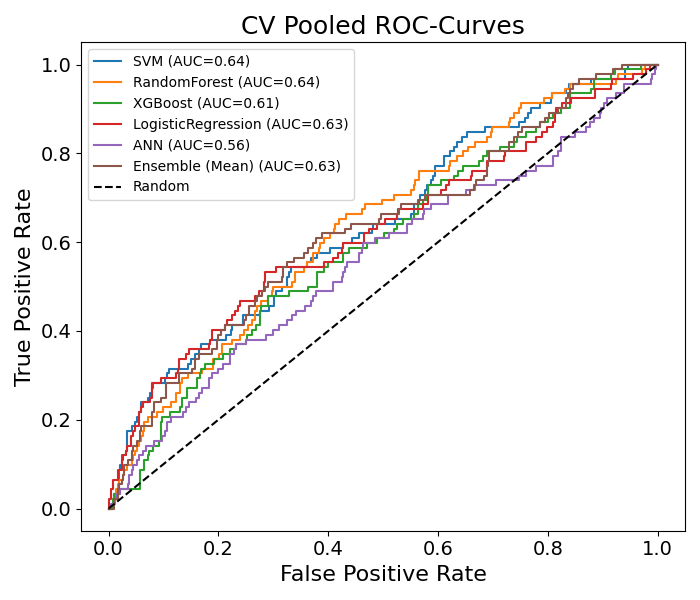 CV Pooled ROC-Curves
SVM (AUC=0.64)
RandomForest (AUC=0.64)
XGBoost (AUC=0.61)
LogisticRegression (AUC=0.63)
ANN (AUC=0.56)
Ensemble (Mean) (AUC=0.63)
Random
True Positive Rate
1.0
0.8
0.6
0.4
0.2
0.0
0.0 0.2 0.4 0.6 0.8 1.0
False Positive Rate